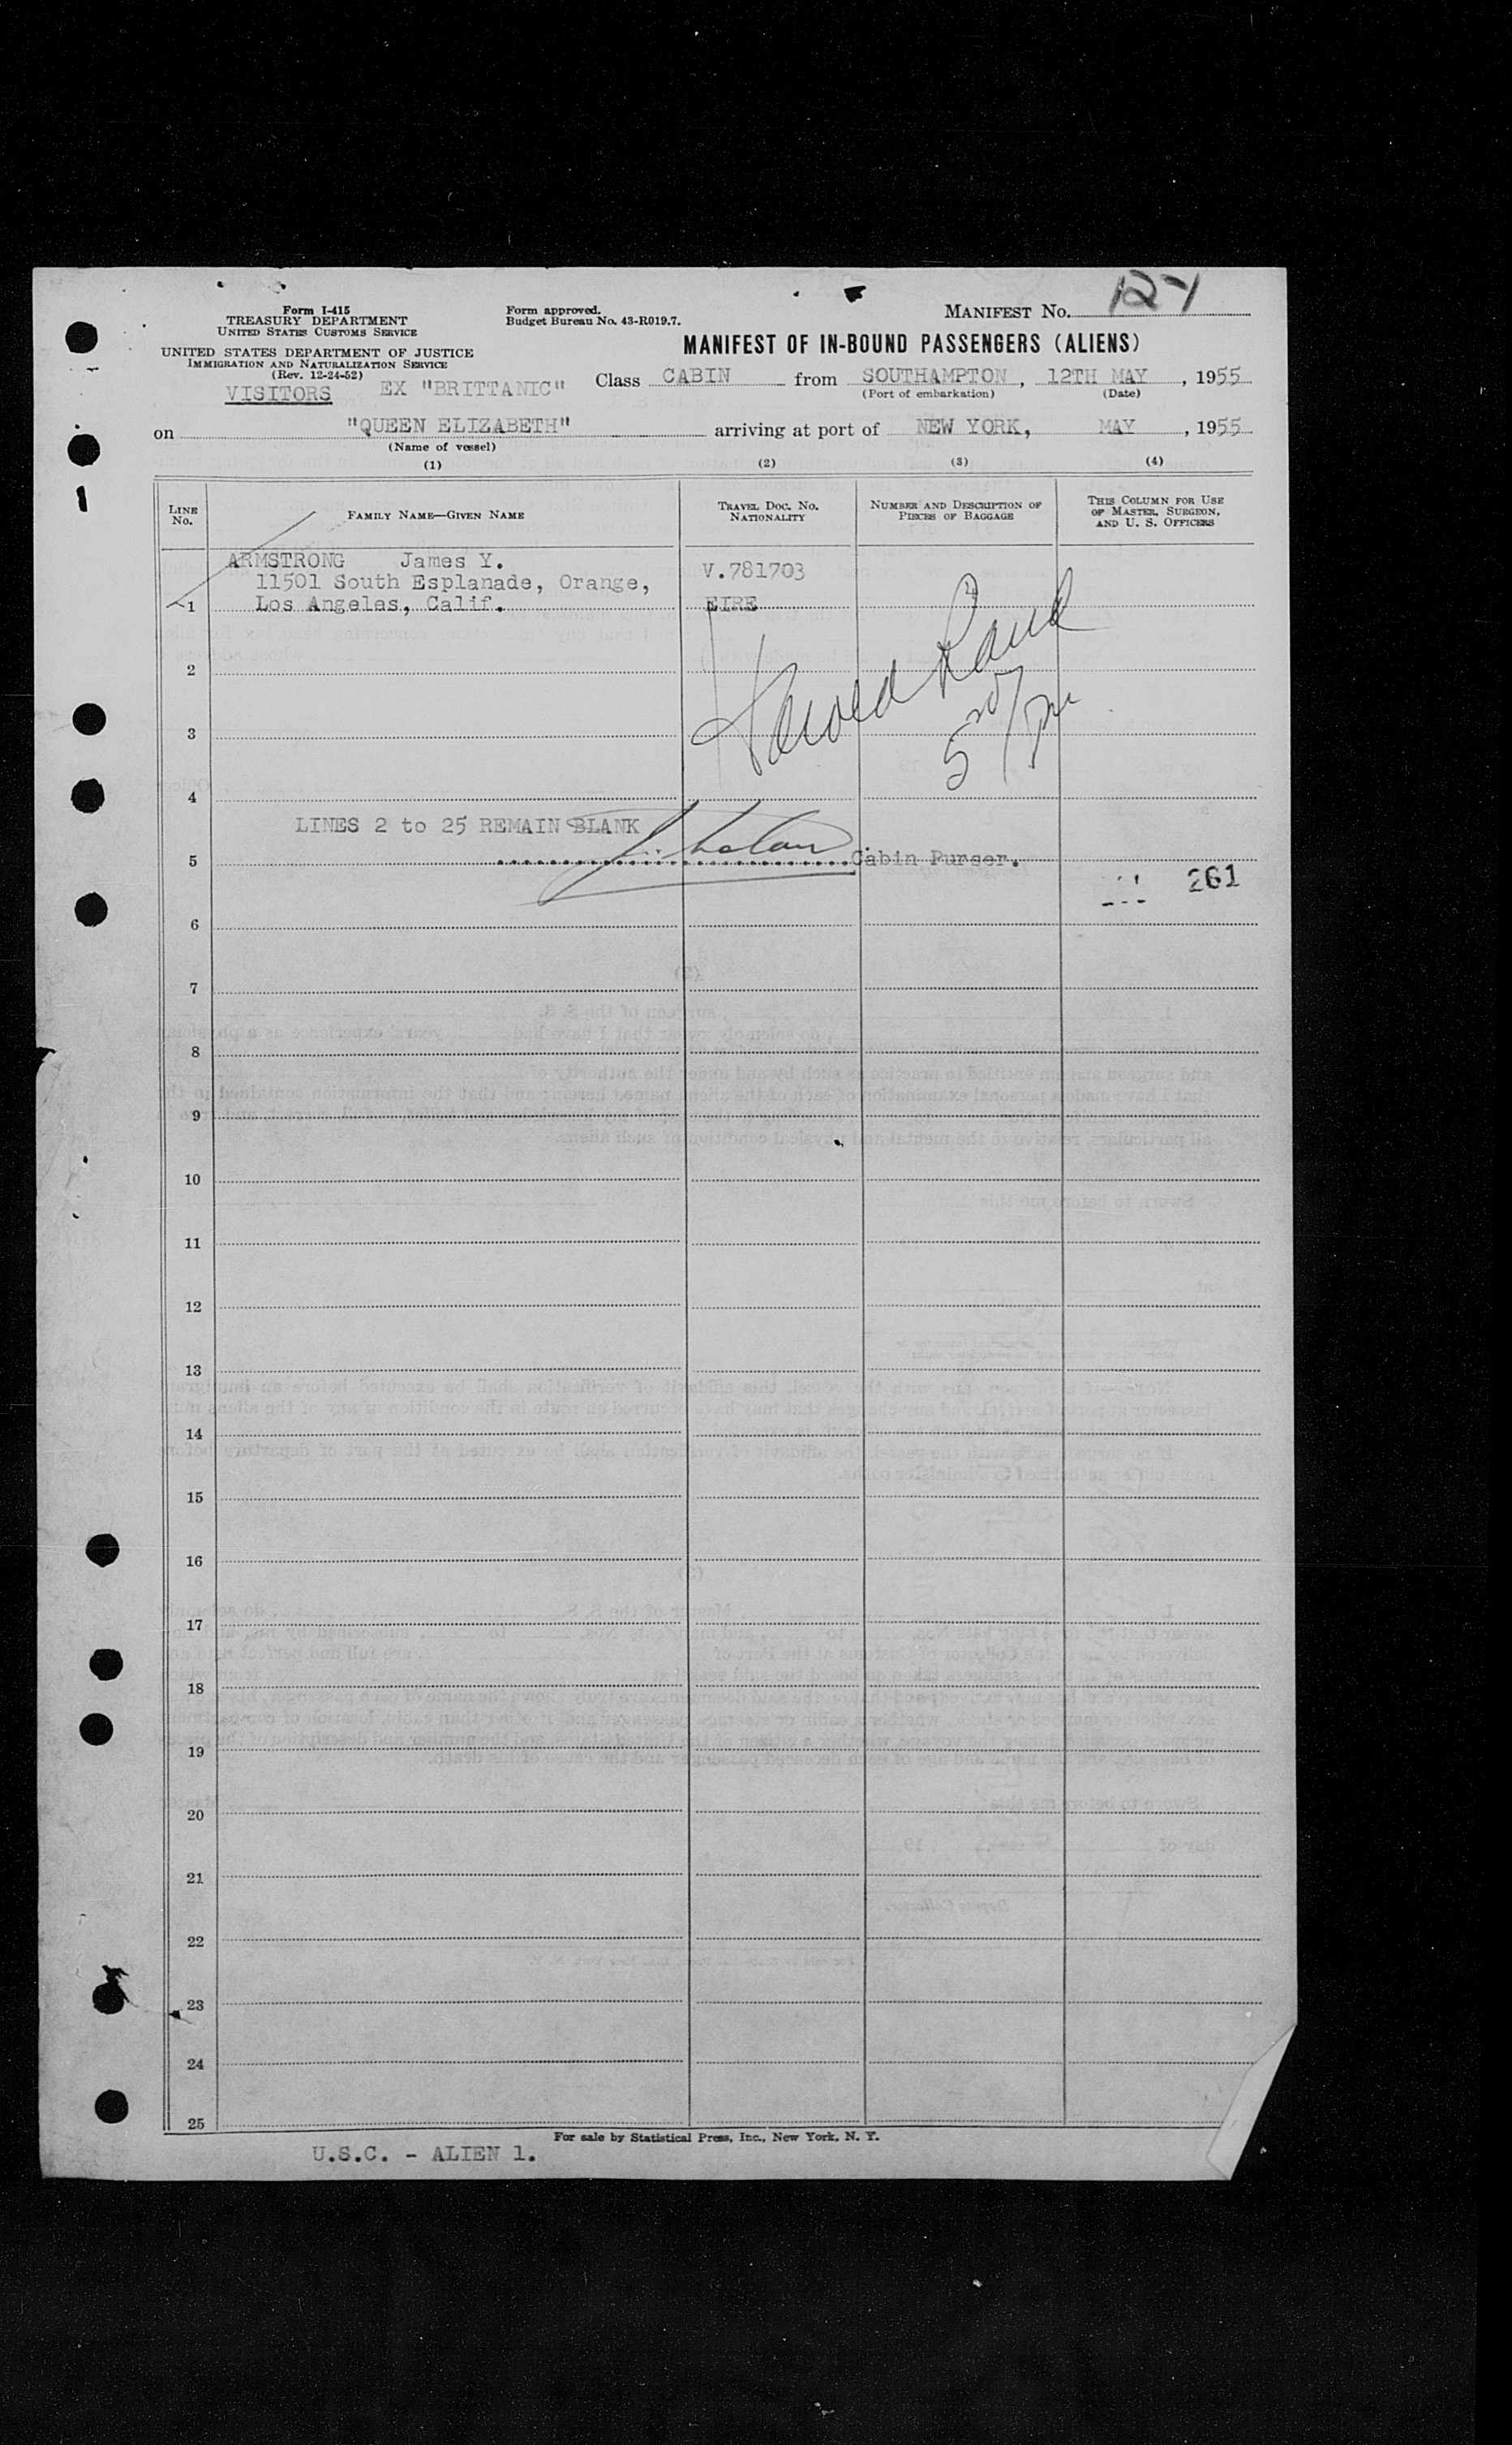 Form I-415
TREASURY DEPARTMENT
UNITED STATES CUSTOMS SERVICE
Form approved.
Budget Bureau No. 43-R019.7.
MANIFEST No. 127
UNITED STATES DEPARTMENT OF JUSTICE
IMMIGRATION AND NATURALIZATION SERVICE
(Rev. 12-24-52)
MANIFEST OF IN-BOUND PASSENGERS (ALIENS)
VISITORS EX "BRITTANIC" Class CABIN from SOUTHAMPTON, 12TH MAY, 1955
(Port of embarkation) (Date)
on "QUEEN ELIZABETH" arriving at port of NEW YORK, MAY, 1955
(Name of vessel)
(1) (2) (3) (4)
LINE No. FAMILY NAME—GIVEN NAME TRAVEL DOC. NO. NATIONALITY NUMBER AND DESCRIPTION OF PIECES OF BAGGAGE THIS COLUMN FOR USE OF MASTER, SURGEON, AND U. S. OFFICERS
ARMSTRONG James Y. V.781703
11501 South Esplanade, Orange,
1 Los Angeles, Calif. EIRE
2
3
4
LINES 2 to 25 REMAIN BLANK
5 Cabin Purser.
261
6
7
8
9
10
11
12
13
14
15
16
17
18
19
20
21
22
23
24
25
For sale by Statistical Press, Inc., New York, N. Y.
U.S.C. - ALIEN 1.